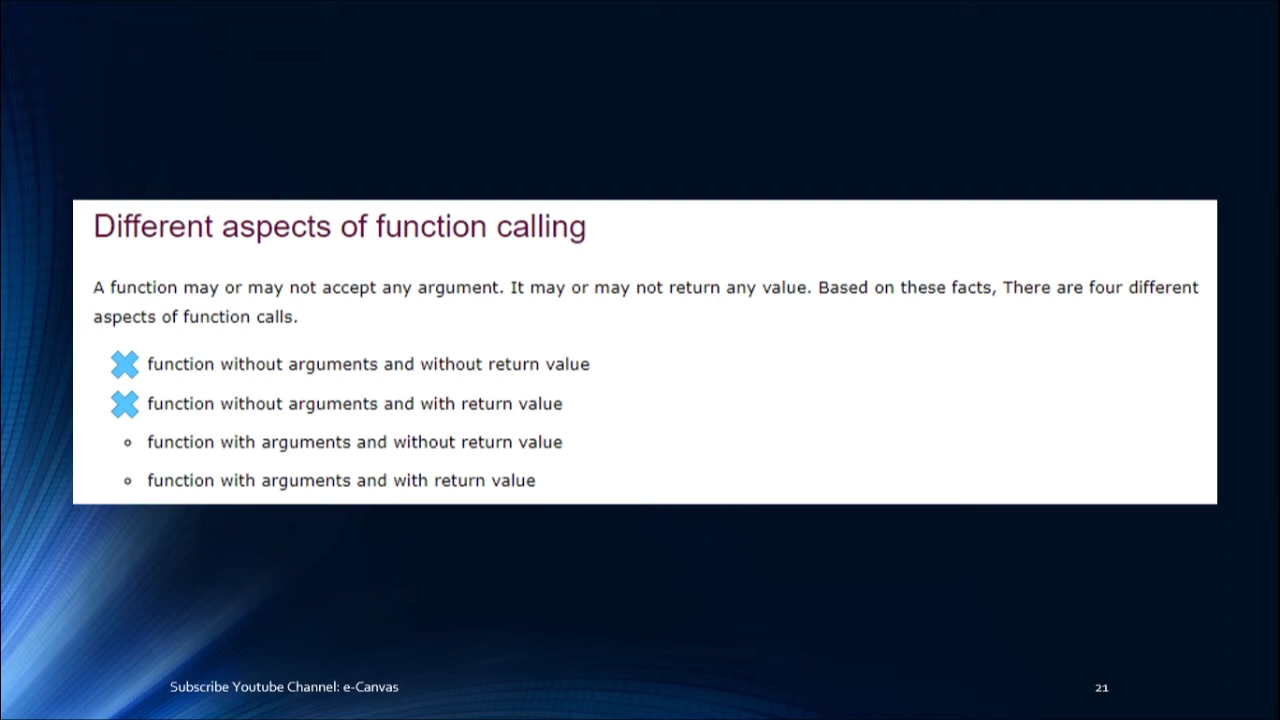 Different aspects of function calling
A function may or may not accept any argument. It may or may not return any value. Based on these facts, There are four different
aspects of function calls.
function without arguments and without return value
function without arguments and with return value
function with arguments and without return value
function with arguments and with return value
Subscribe Youtube Channel: e-Canvas
21